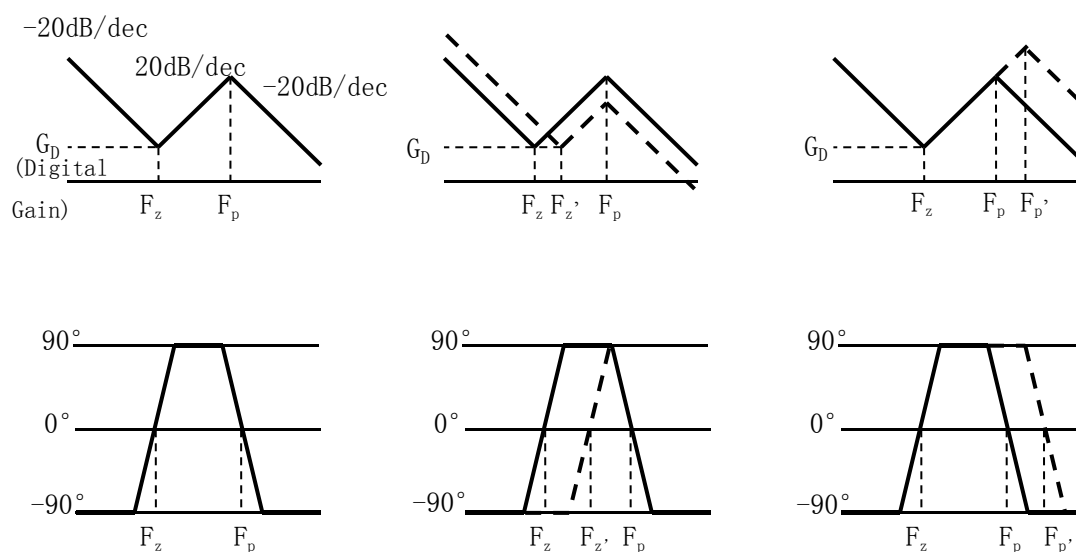 -20dB/dec
20dB/dec
-20dB/dec
G_D
(Digital
Gain)
F_z
F_p
G_D
F_z F_z' F_p
G_D
F_z
F_p F_p'
90°
0°
-90°
F_z
F_p
90°
0°
-90°
F_z
F_z' F_p
90°
0°
-90°
F_z
F_p F_p'